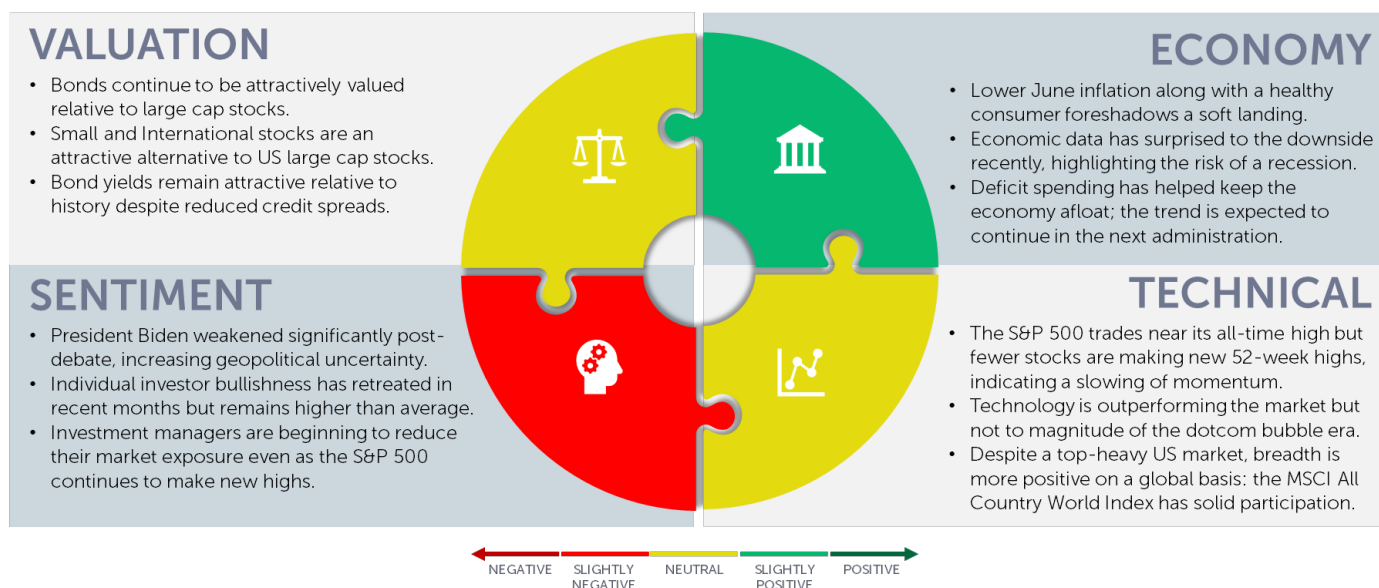 VALUATION
• Bonds continue to be attractively valued
relative to large cap stocks.
• Small and International stocks are an
attractive alternative to US large cap stocks.
• Bond yields remain attractive relative to
history despite reduced credit spreads.
ECONOMY
• Lower June inflation along with a healthy
consumer foreshadows a soft landing.
• Economic data has surprised to the downside
recently, highlighting the risk of a recession.
• Deficit spending has helped keep the
economy afloat; the trend is expected to
continue in the next administration.
SENTIMENT
• President Biden weakened significantly post-
debate, increasing geopolitical uncertainty.
• Individual investor bullishness has retreated in
recent months but remains higher than average.
• Investment managers are beginning to reduce
their market exposure even as the S&P 500
continues to make new highs.
TECHNICAL
• The S&P 500 trades near its all-time high but
fewer stocks are making new 52-week highs,
indicating a slowing of momentum.
• Technology is outperforming the market but
not to magnitude of the dotcom bubble era.
• Despite a top-heavy US market, breadth is
more positive on a global basis: the MSCI All
Country World Index has solid participation.
NEGATIVE
SLIGHTLY
NEGATIVE
NEUTRAL
SLIGHTLY
POSITIVE
POSITIVE